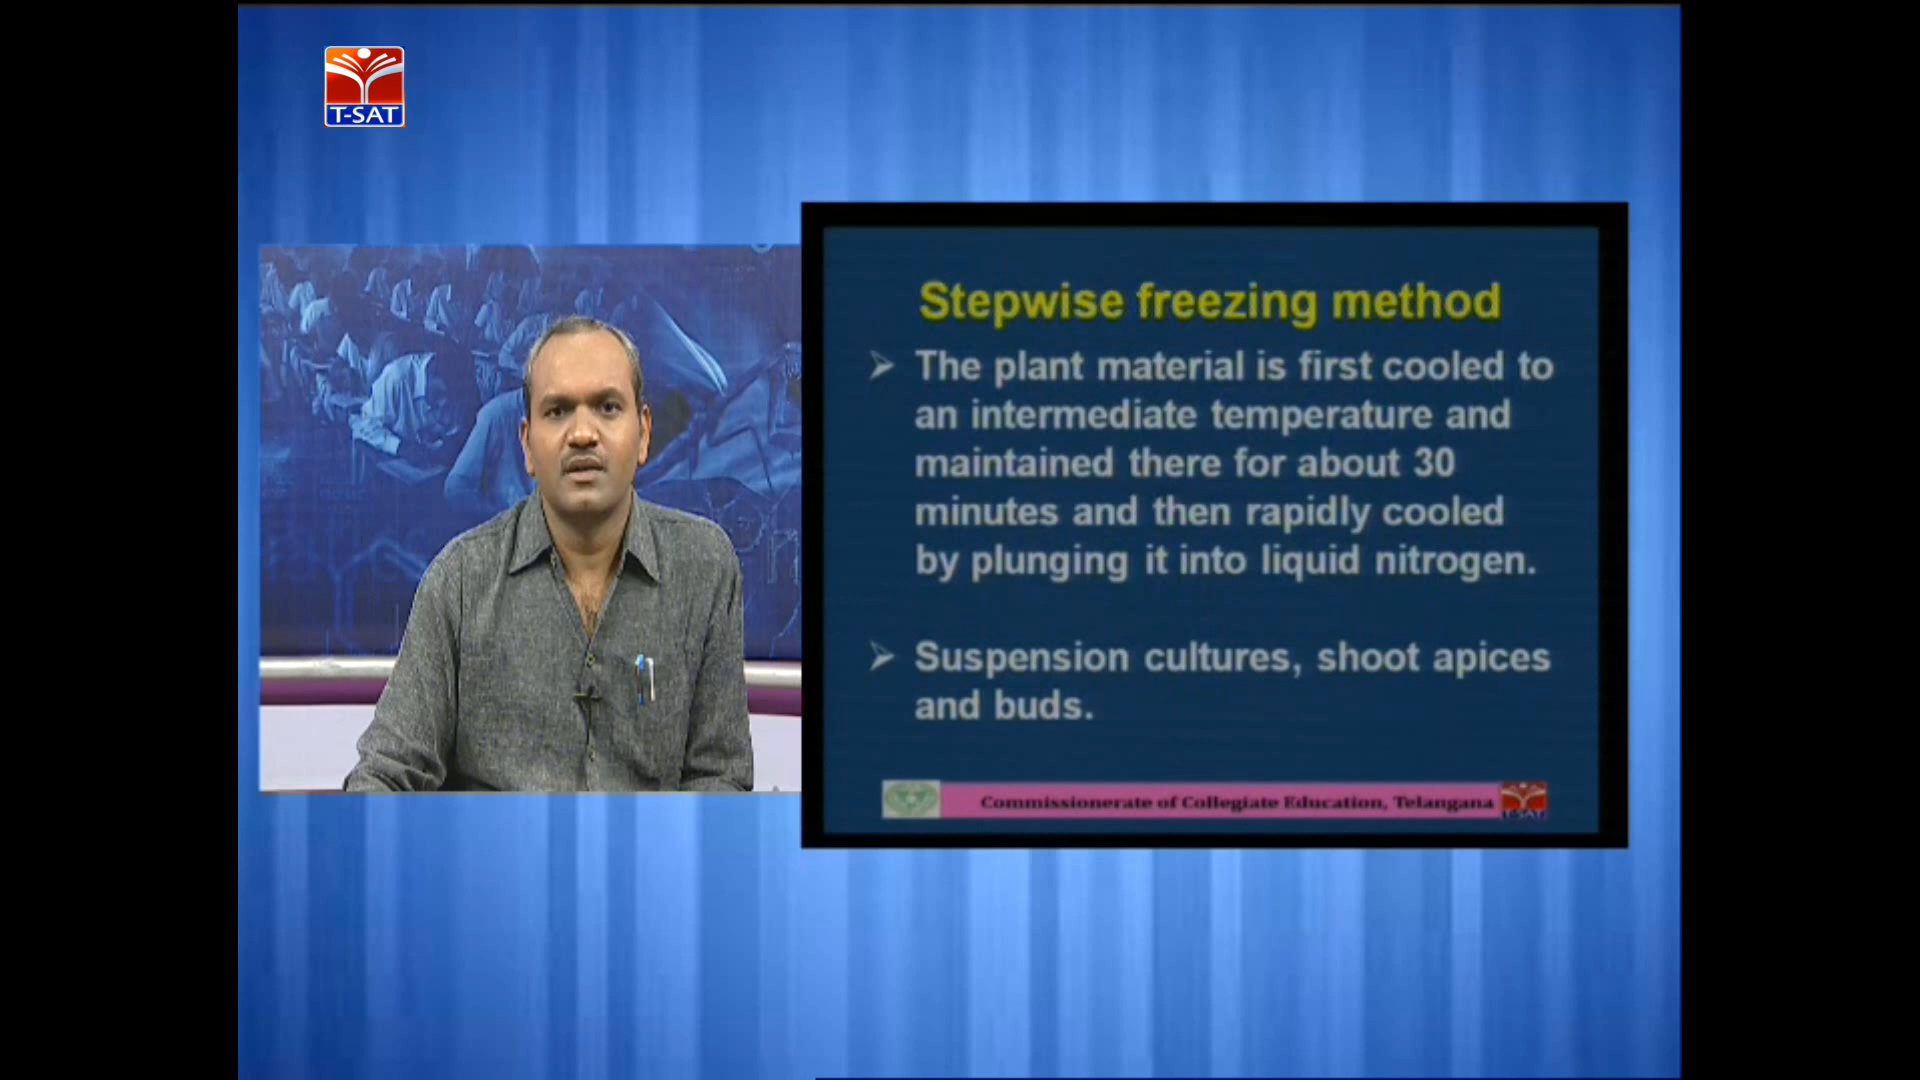 T-SAT
Stepwise freezing method
➢ The plant material is first cooled to
an intermediate temperature and
maintained there for about 30
minutes and then rapidly cooled
by plunging it into liquid nitrogen.
➢ Suspension cultures, shoot apices
and buds.
Commissionerate of Collegiate Education, Telangana
T-SAT